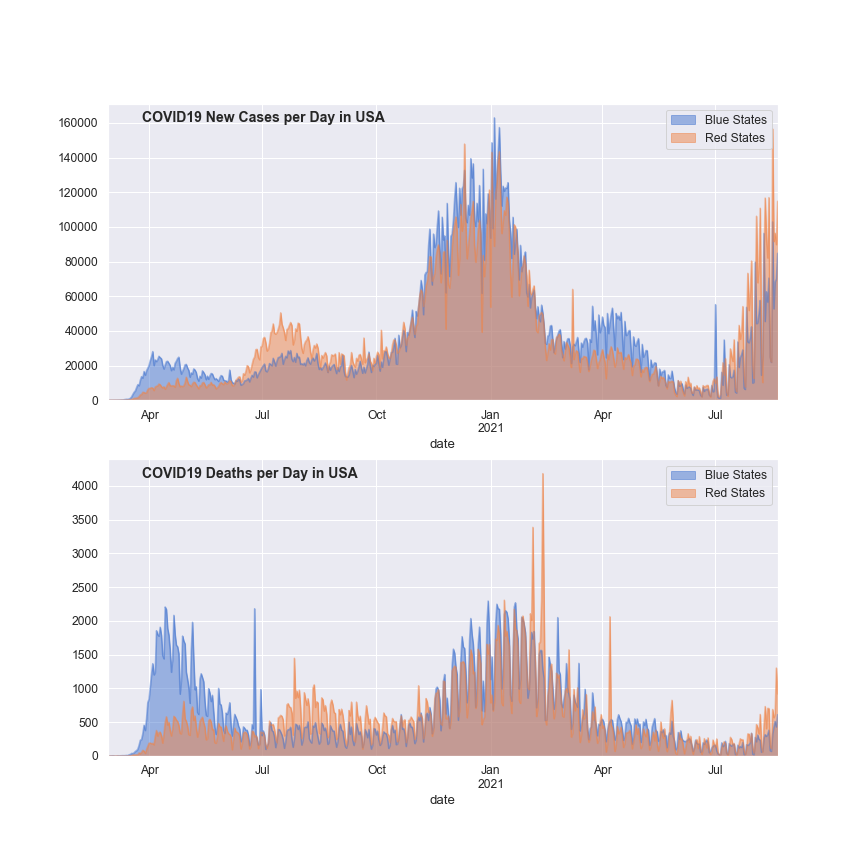 COVID19 New Cases per Day in USA
Blue States
Red States
160000
140000
120000
100000
80000
60000
40000
20000
0
Apr Jul Oct Jan Apr Jul
2021
date
COVID19 Deaths per Day in USA
Blue States
Red States
4000
3500
3000
2500
2000
1500
1000
500
0
Apr Jul Oct Jan Apr Jul
2021
date